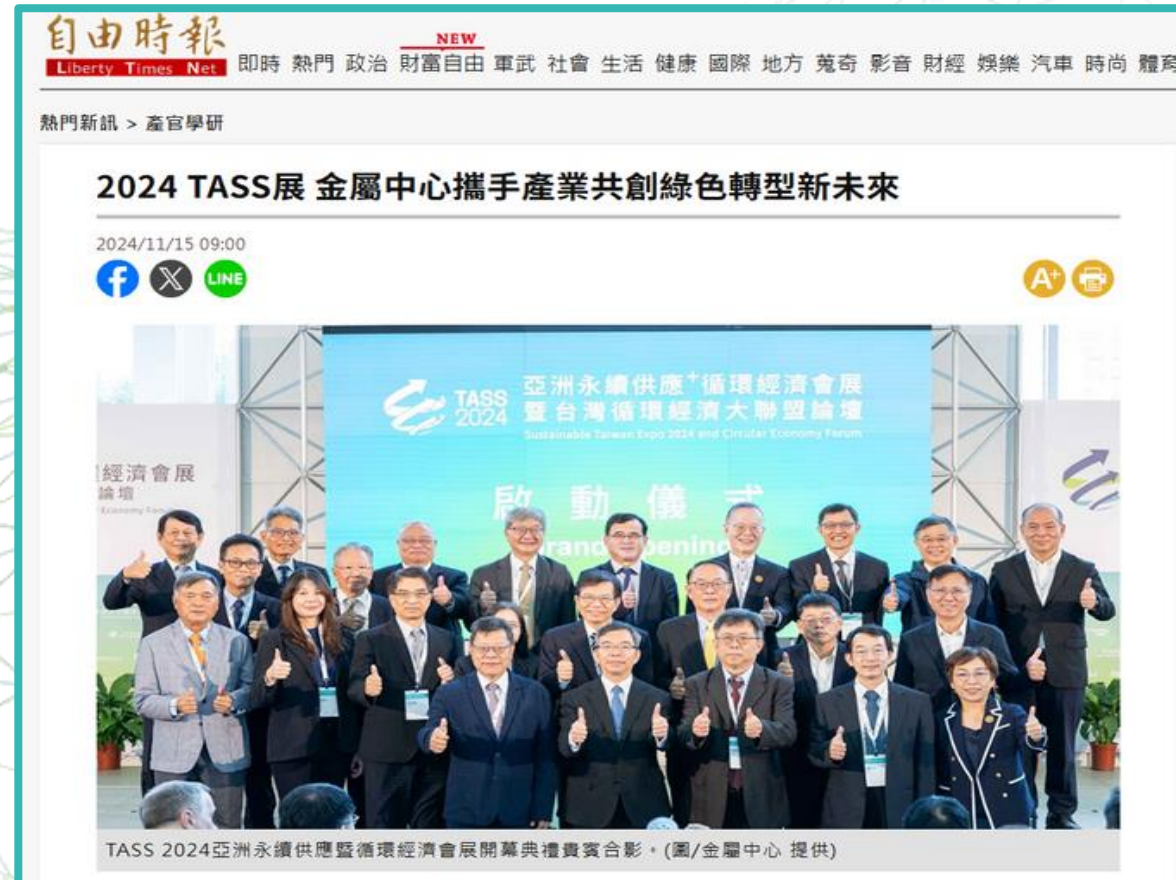 自由時報
Liberty Times Net
NEW
即時 熱門 政治 財富自由 軍武 社會 生活 健康 國際 地方 蒐奇 影音 財經 娛樂 汽車 時尚 體育
熱門新訊 > 產官學研
2024 TASS展 金屬中心攜手產業共創綠色轉型新未來
2024/11/15 09:00
LINE
A+
TASS 2024
亞洲永續供應+循環經濟會展
暨台灣循環經濟大聯盟論壇
Sustainable Taiwan Expo 2024 and Circular Economy Forum
經濟會展
論壇
Economy
啟動儀式
TASS 2024亞洲永續供應暨循環經濟會展開幕典禮貴賓合影。(圖/金屬中心 提供)